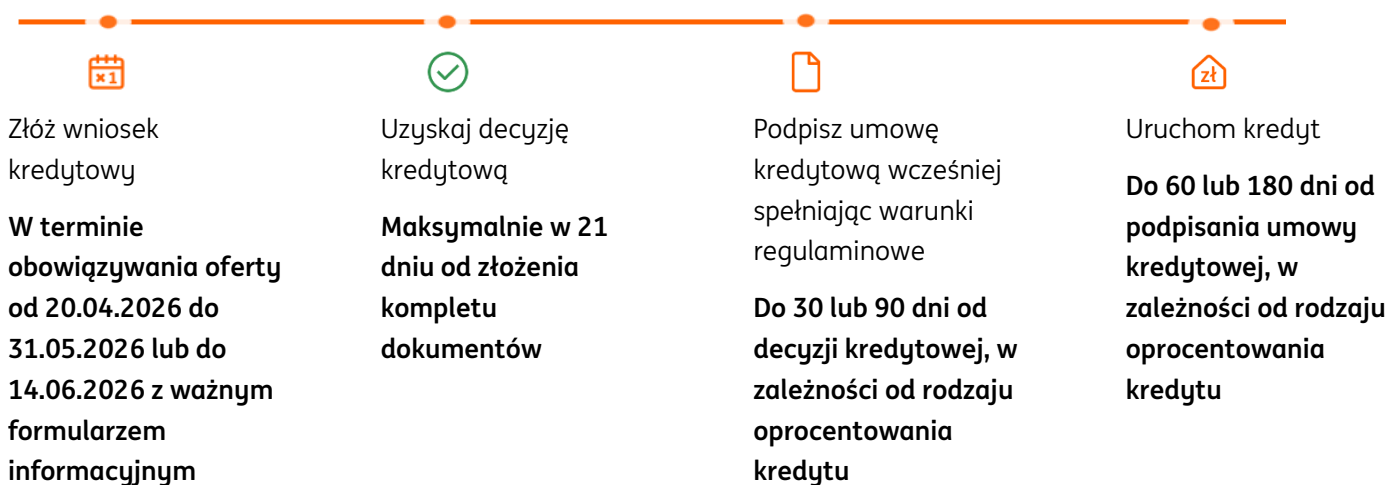 ×1
zł
Złóż wniosek
kredytowy
W terminie
obowiązywania oferty
od 20.04.2026 do
31.05.2026 lub do
14.06.2026 z ważnym
formularzem
informacyjnym
Uzyskaj decyzję
kredytową
Maksymalnie w 21
dniu od złożenia
kompletu
dokumentów
Podpisz umowę
kredytową wcześniej
spełniając warunki
regulaminowe
Do 30 lub 90 dni od
decyzji kredytowej, w
zależności od rodzaju
oprocentowania
kredytu
Uruchom kredyt
Do 60 lub 180 dni od
podpisania umowy
kredytowej, w
zależności od rodzaju
oprocentowania
kredytu